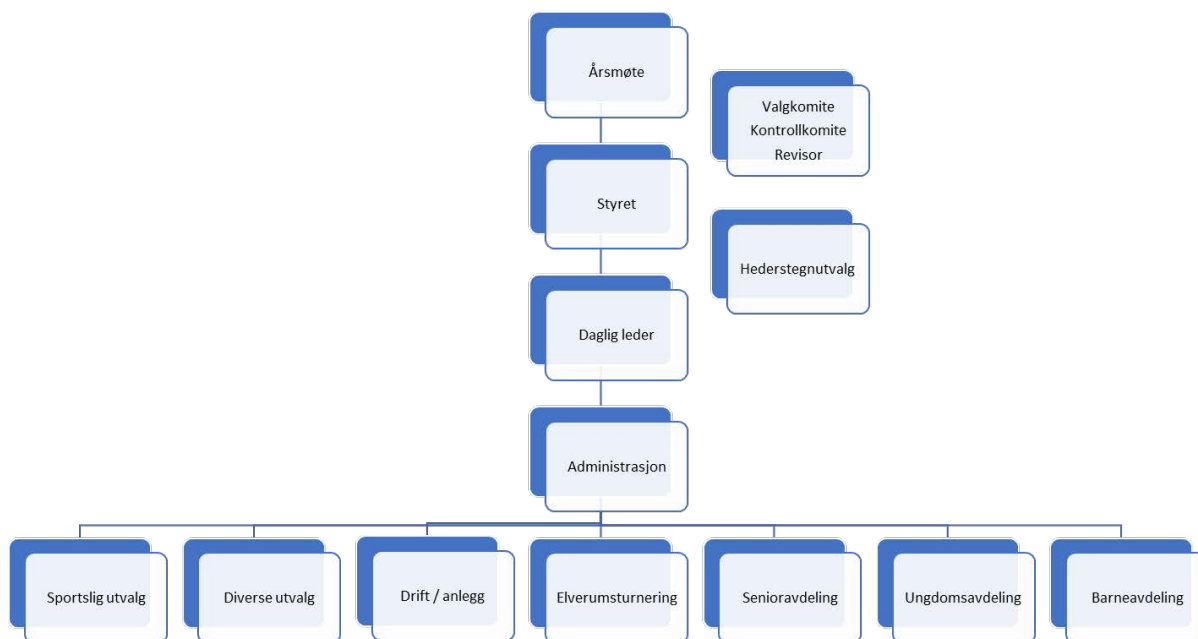 Årsmøte
Valgkomite
Kontrollkomite
Revisor
Styret
Hederstegnutvalg
Daglig leder
Administrasjon
Sportslig utvalg
Diverse utvalg
Drift / anlegg
Elverumsturnering
Senioravdeling
Ungdomsavdeling
Barneavdeling